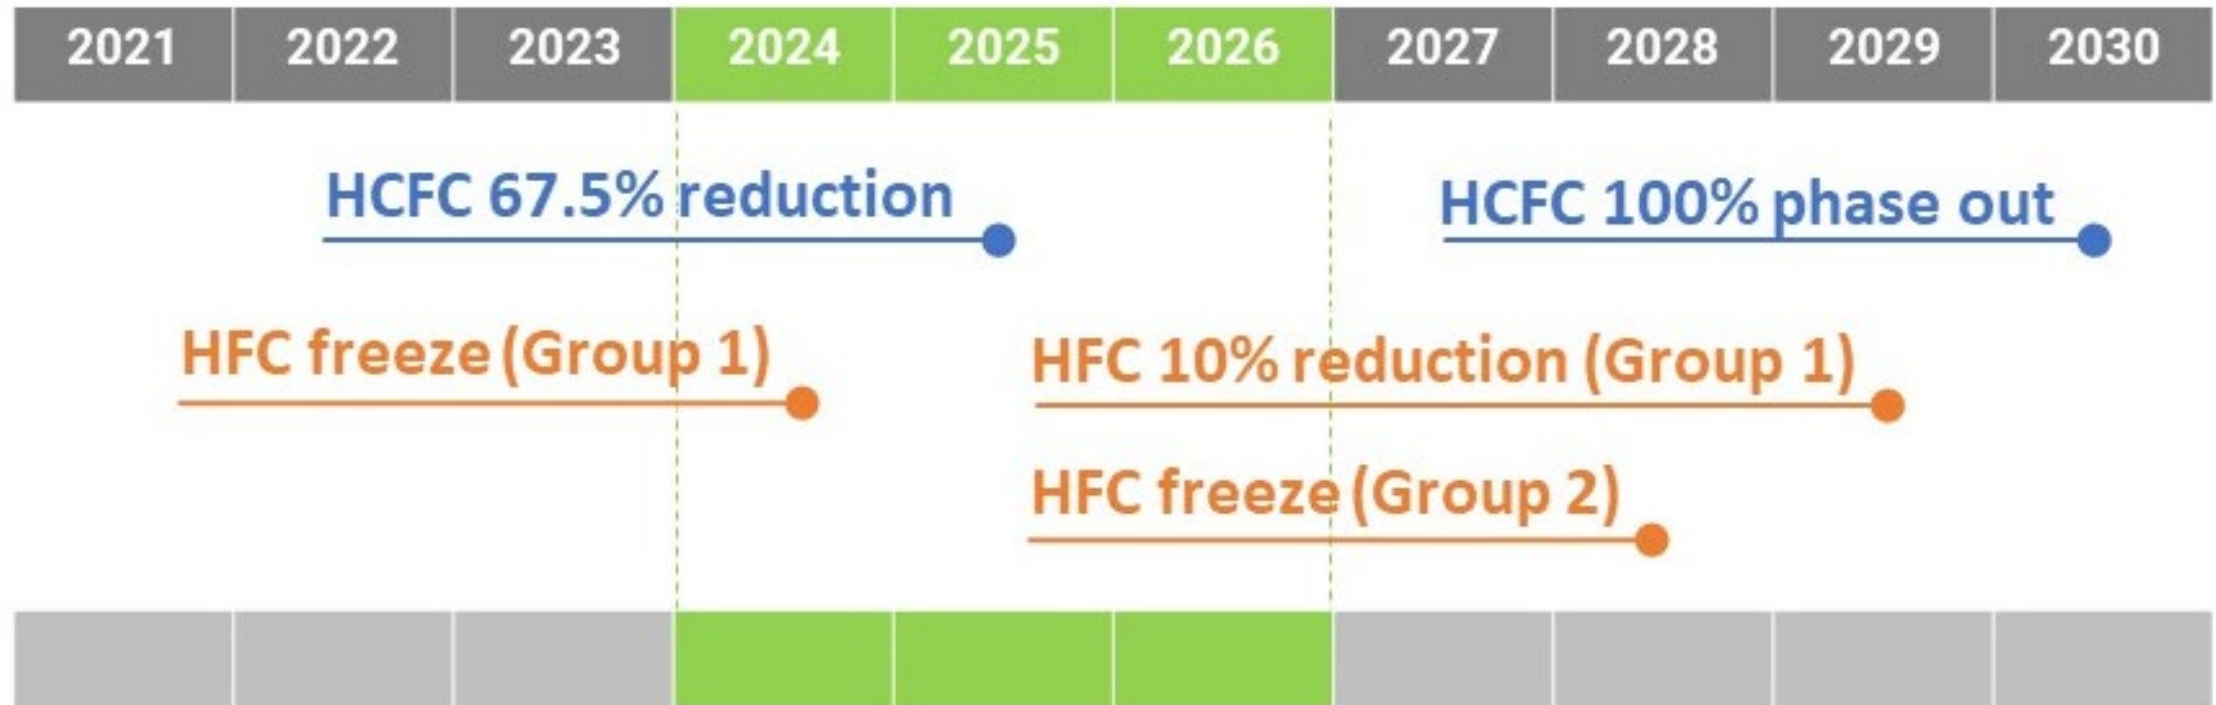 2021 2022 2023 2024 2025 2026 2027 2028 2029 2030
HCFC 67.5% reduction
HCFC 100% phase out
HFC freeze (Group 1)
HFC 10% reduction (Group 1)
HFC freeze (Group 2)